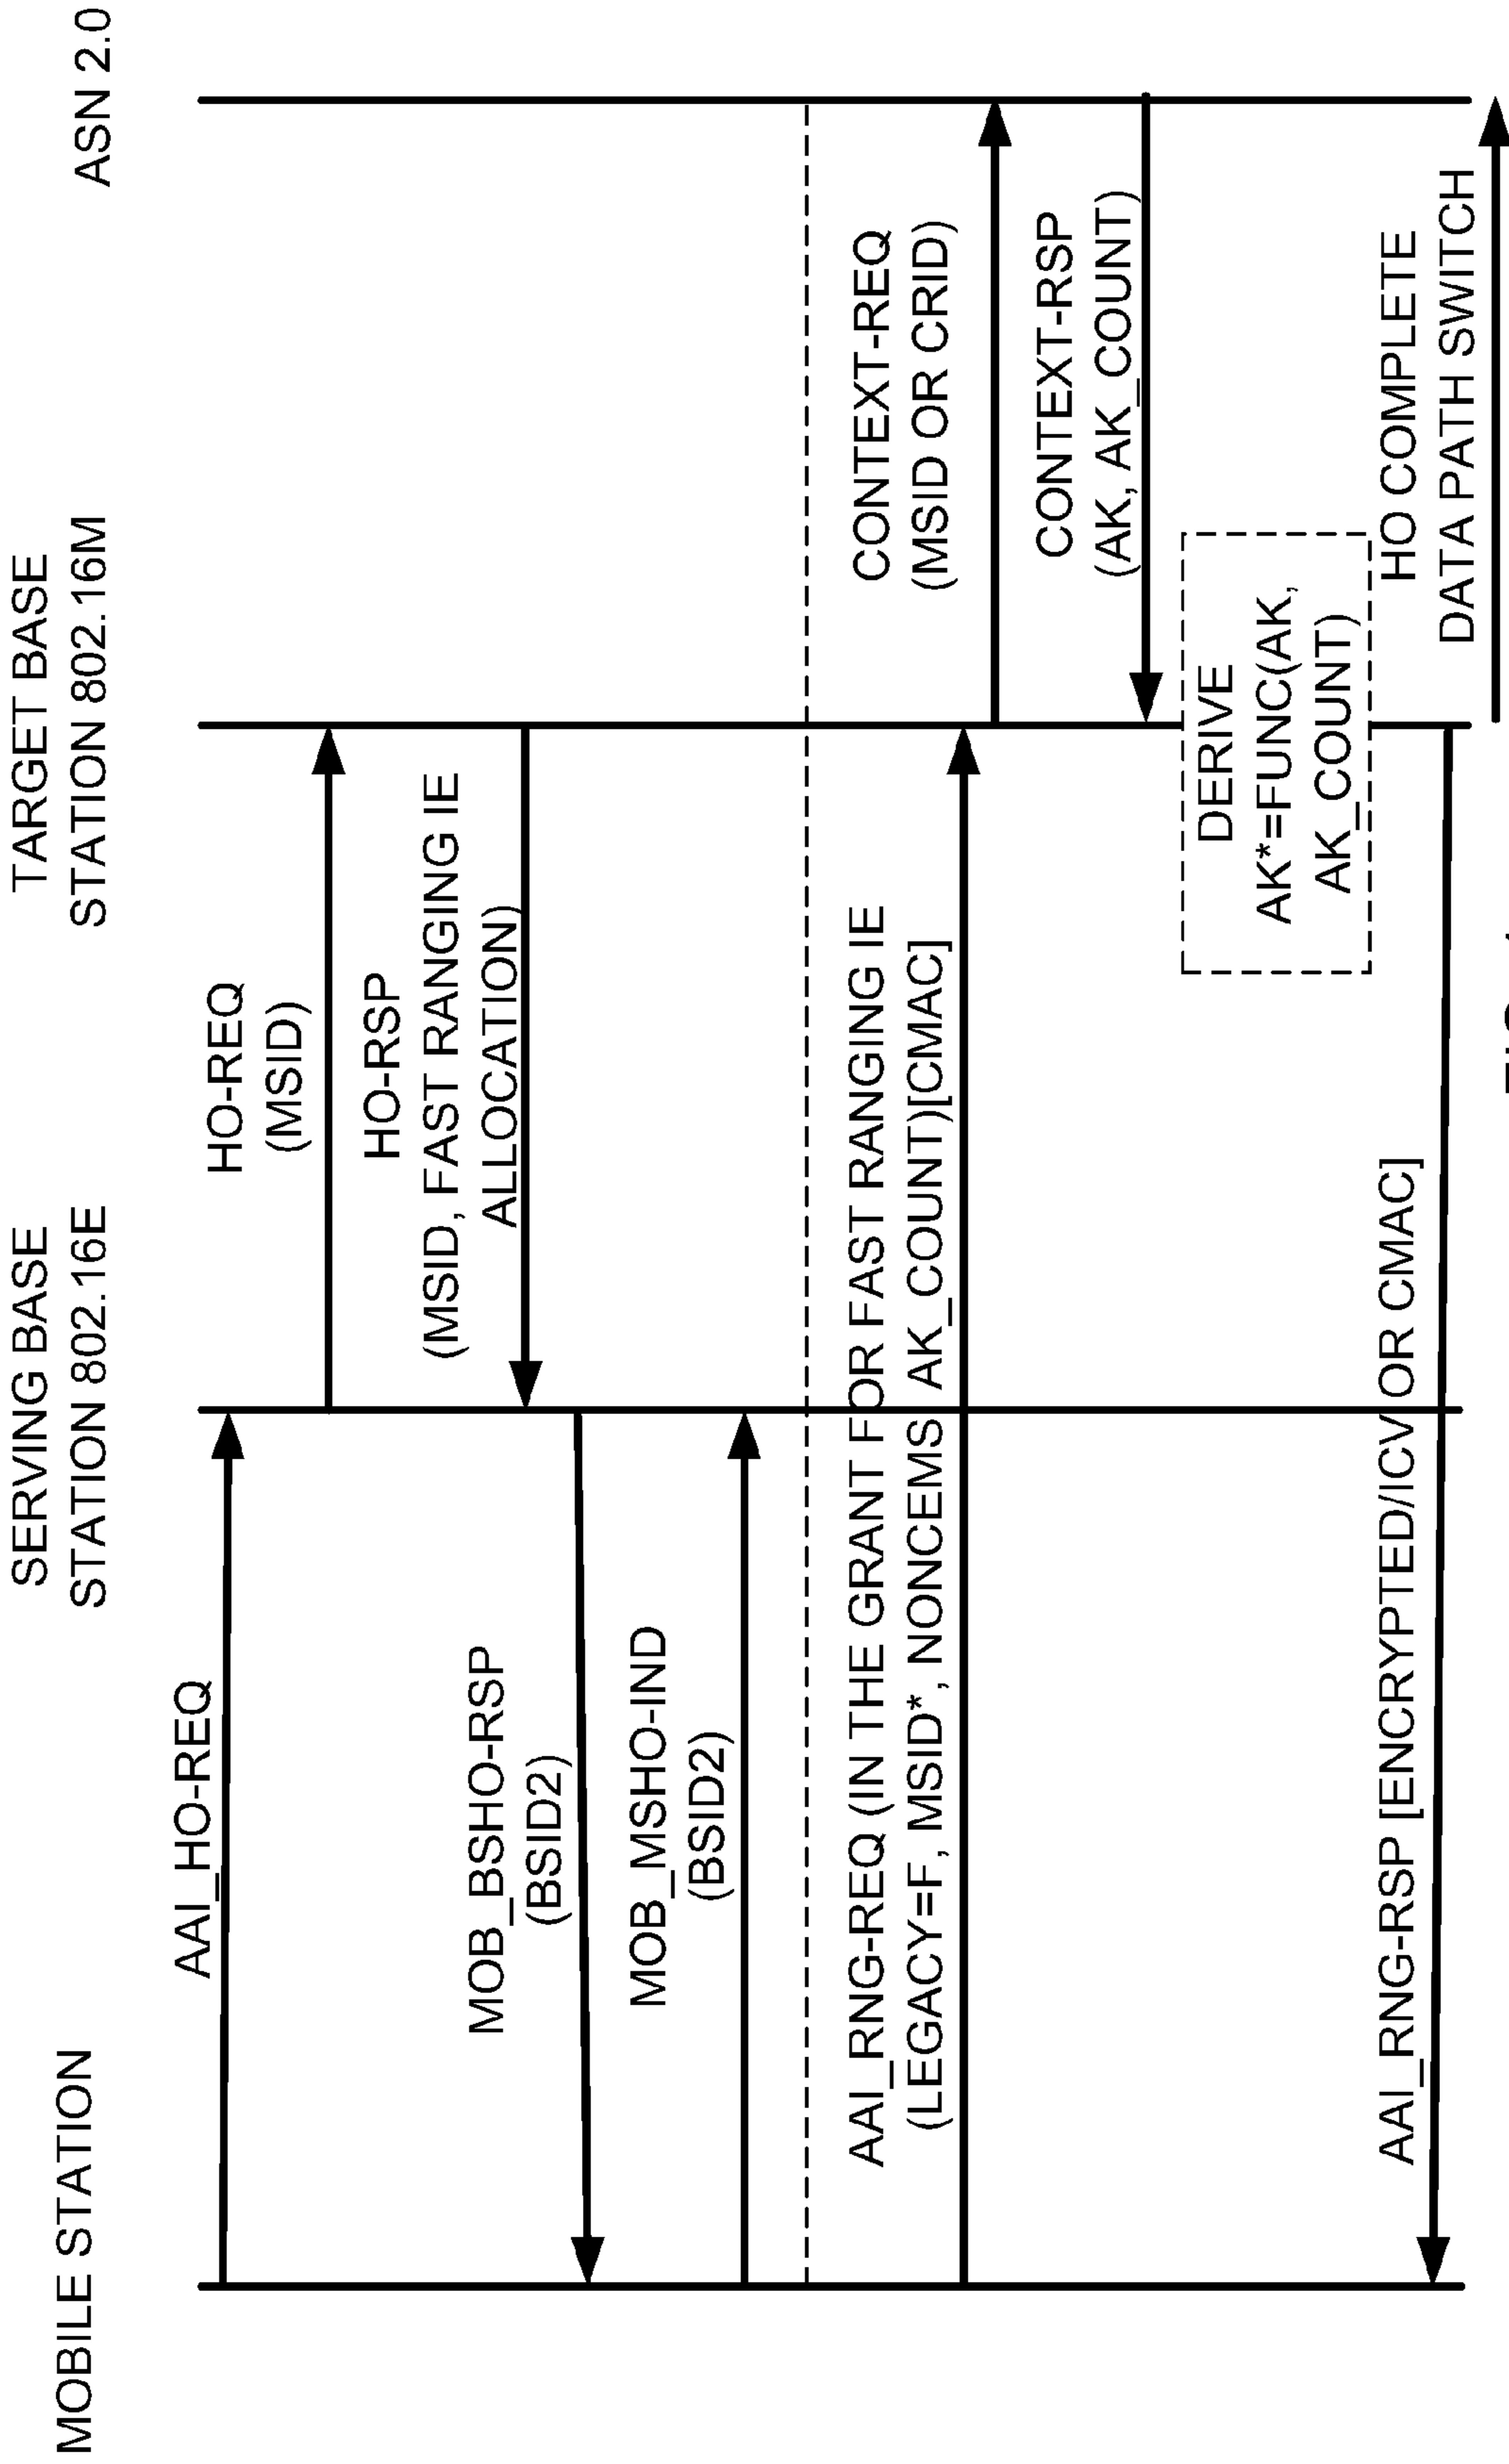 MOBILE STATION
SERVING BASE
STATION 802.16E
TARGET BASE
STATION 802.16M
ASN 2.0
AAI_HO-REQ
HO-REQ
(MSID)
HO-RSP
(MSID, FAST RANGING IE
ALLOCATION)
MOB_BSHO-RSP
(BSID2)
MOB_MSHO-IND
(BSID2)
AAI_RNG-REQ (IN THE GRANT FOR FAST RANGING IE
(LEGACY=F, MSID*, NONCEMS AK_COUNT)[CMAC]
CONTEXT-REQ
(MSID OR CRID)
CONTEXT-RSP
(AK, AK_COUNT)
DERIVE
AK*=FUNC(AK,
AK_COUNT)
AAI_RNG-RSP [ENCRYPTED/ICV OR CMAC]
HO COMPLETE
DATA PATH SWITCH